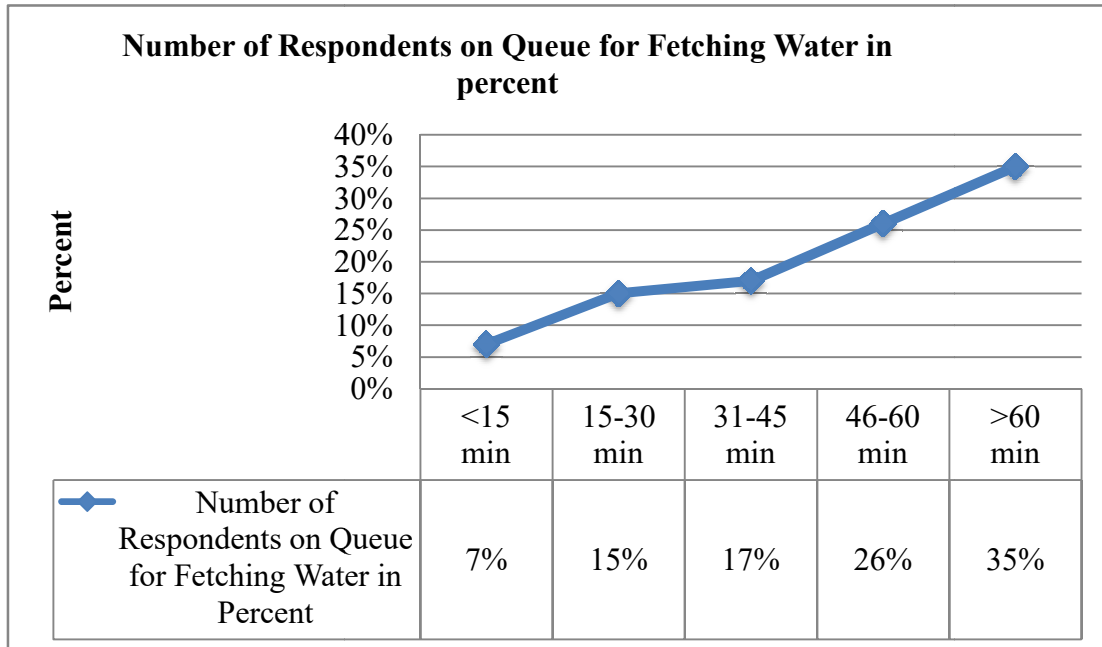 Number of Respondents on Queue for Fetching Water in
percent
Percent
40%
35%
30%
25%
20%
15%
10%
5%
0%
<15
min
15-30
min
31-45
min
46-60
min
>60
min
Number of
Respondents on Queue
for Fetching Water in
Percent
7%
15%
17%
26%
35%